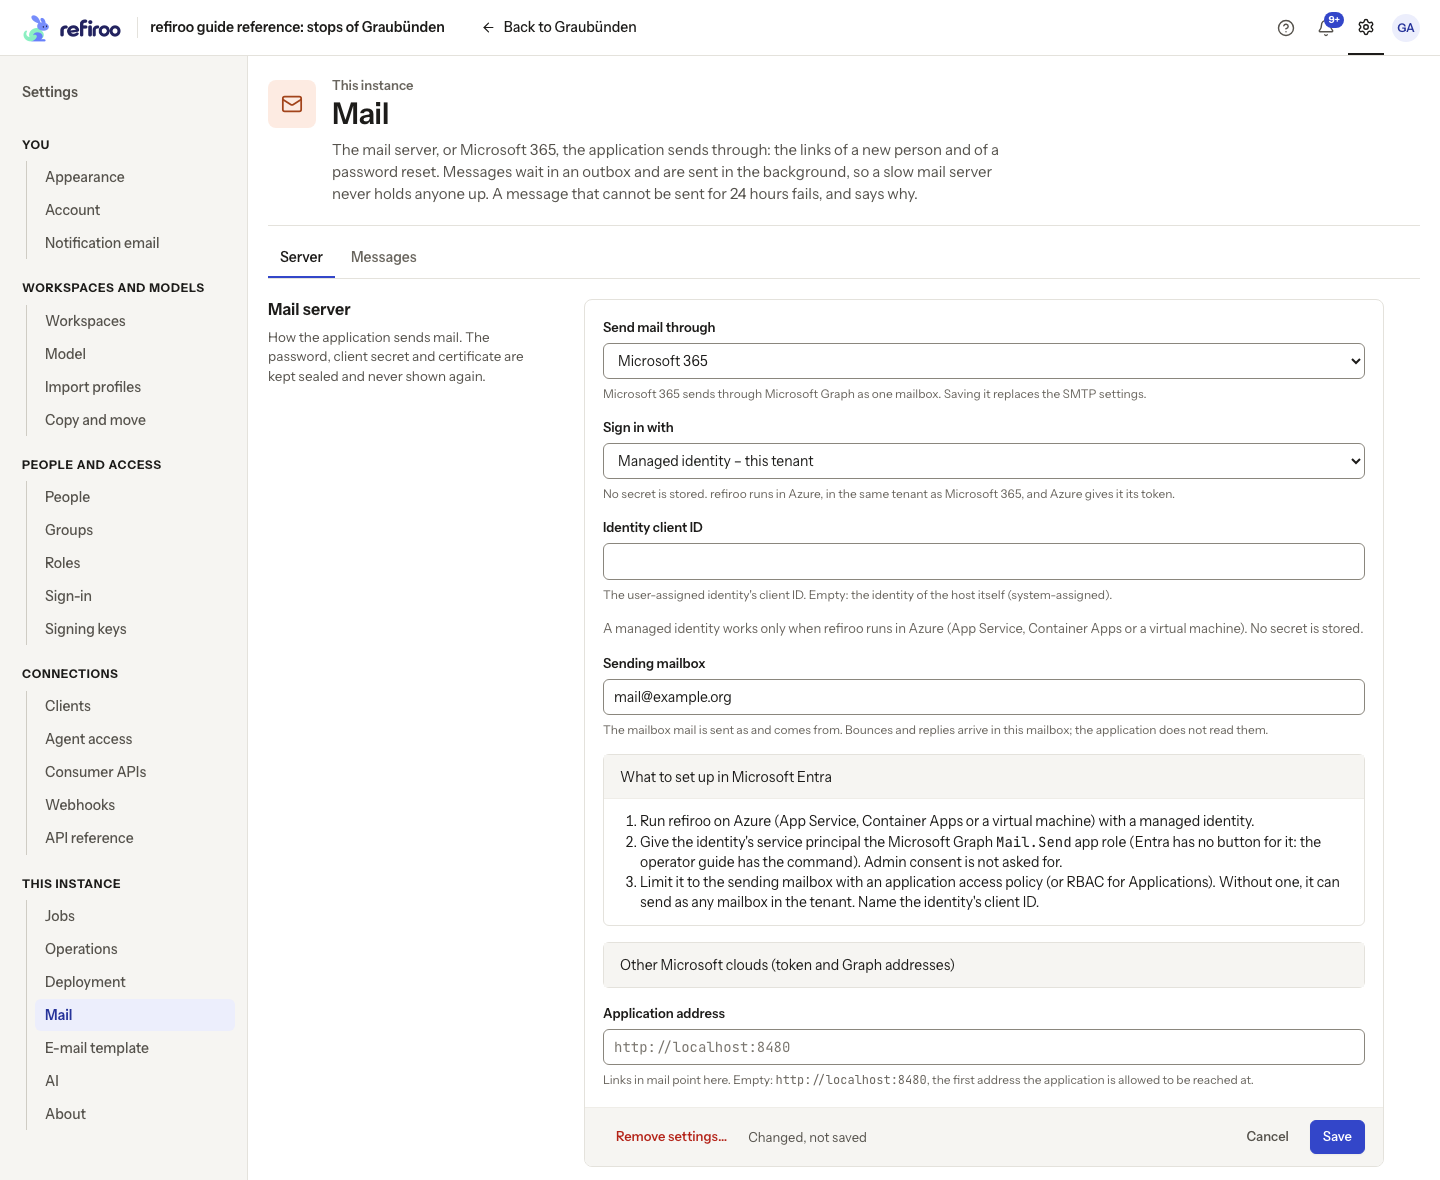 refiroo
refiroo guide reference: stops of Graubünden
← Back to Graubünden
9+
GA
Settings
YOU
Appearance
Account
Notification email
WORKSPACES AND MODELS
Workspaces
Model
Import profiles
Copy and move
PEOPLE AND ACCESS
People
Groups
Roles
Sign-in
Signing keys
CONNECTIONS
Clients
Agent access
Consumer APIs
Webhooks
API reference
THIS INSTANCE
Jobs
Operations
Deployment
Mail
E-mail template
AI
About
This instance
Mail
The mail server, or Microsoft 365, the application sends through: the links of a new person and of a
password reset. Messages wait in an outbox and are sent in the background, so a slow mail server
never holds anyone up. A message that cannot be sent for 24 hours fails, and says why.
Server
Messages
Mail server
How the application sends mail. The
password, client secret and certificate are
kept sealed and never shown again.
Send mail through
Microsoft 365
Microsoft 365 sends through Microsoft Graph as one mailbox. Saving it replaces the SMTP settings.
Sign in with
Managed identity – this tenant
No secret is stored. refiroo runs in Azure, in the same tenant as Microsoft 365, and Azure gives it its token.
Identity client ID
The user-assigned identity's client ID. Empty: the identity of the host itself (system-assigned).
A managed identity works only when refiroo runs in Azure (App Service, Container Apps or a virtual machine). No secret is stored.
Sending mailbox
mail@example.org
The mailbox mail is sent as and comes from. Bounces and replies arrive in this mailbox; the application does not read them.
What to set up in Microsoft Entra
1. Run refiroo on Azure (App Service, Container Apps or a virtual machine) with a managed identity.
2. Give the identity's service principal the Microsoft Graph Mail.Send app role (Entra has no button for it: the
operator guide has the command). Admin consent is not asked for.
3. Limit it to the sending mailbox with an application access policy (or RBAC for Applications). Without one, it can
send as any mailbox in the tenant. Name the identity's client ID.
Other Microsoft clouds (token and Graph addresses)
Application address
http://localhost:8480
Links in mail point here. Empty: http://localhost:8480, the first address the application is allowed to be reached at.
Remove settings...
Changed, not saved
Cancel
Save